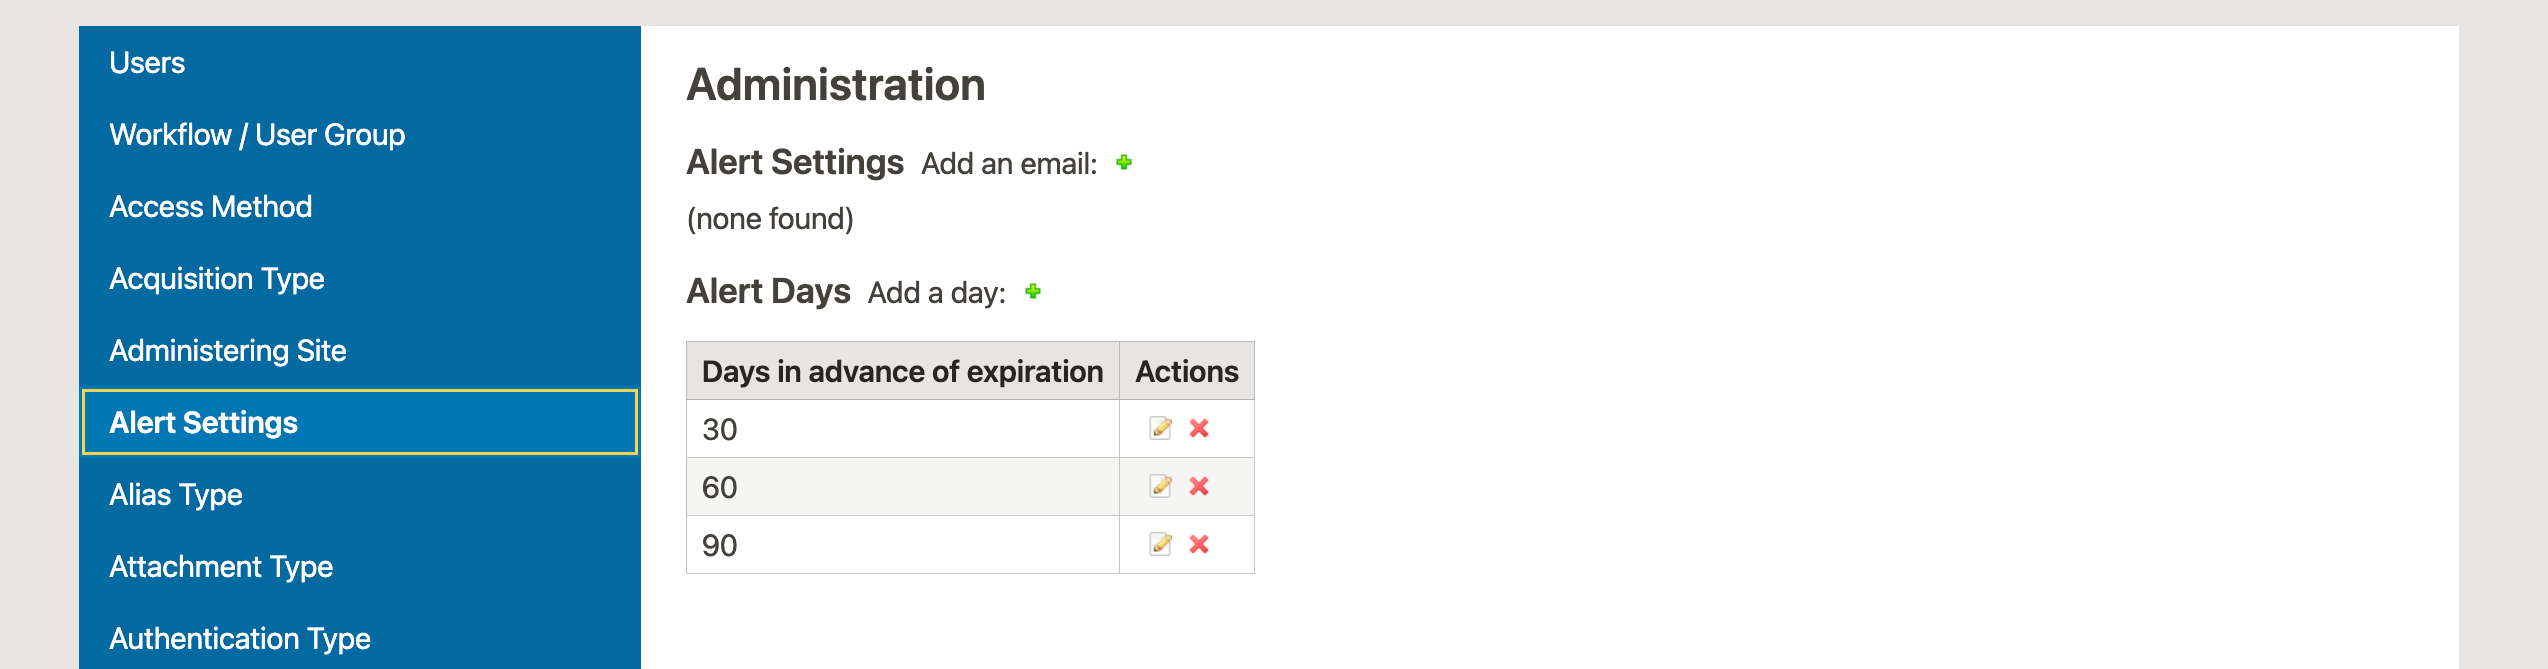 Users
Workflow / User Group
Access Method
Acquisition Type
Administering Site
Alert Settings
Alias Type
Attachment Type
Authentication Type
Administration
Alert Settings Add an email:
(none found)
Alert Days Add a day:
Days in advance of expiration Actions
30
60
90